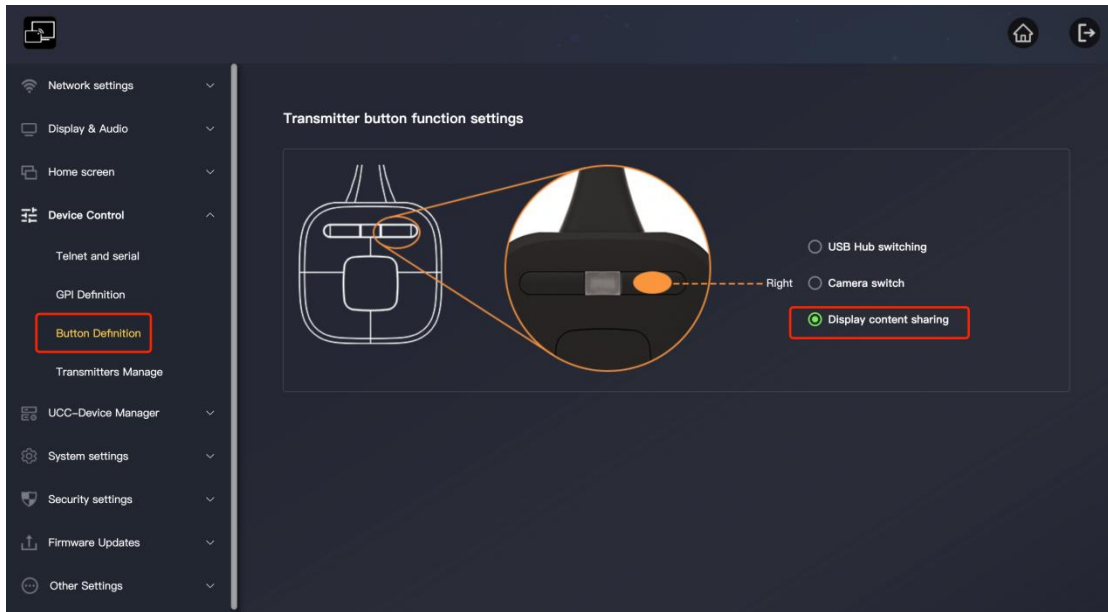 Network settings
Display & Audio
Home screen
Device Control
Telnet and serial
GPI Defnition
Button Defnition
Transmitters Manage
UCC-Device Manager
System settings
Security settings
Firmware Updates
Other Settings
Transmitter button function settings
USB Hub switching
Right
Camera switch
Display content sharing